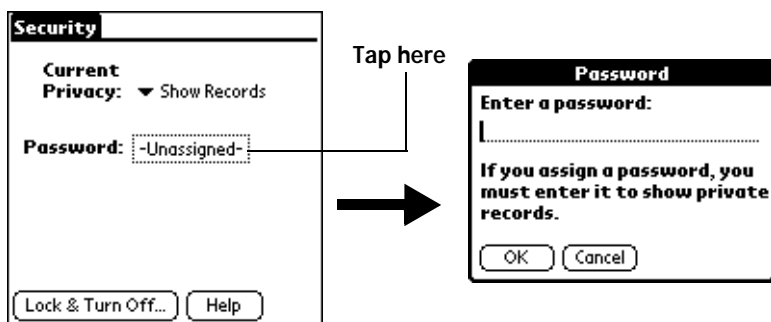 Security
Current
Privacy: Show Records
Password: -Unassigned-
Lock & Turn Off... Help
Tap here
Password
Enter a password:
If you assign a password, you
must enter it to show private
records.
OK Cancel